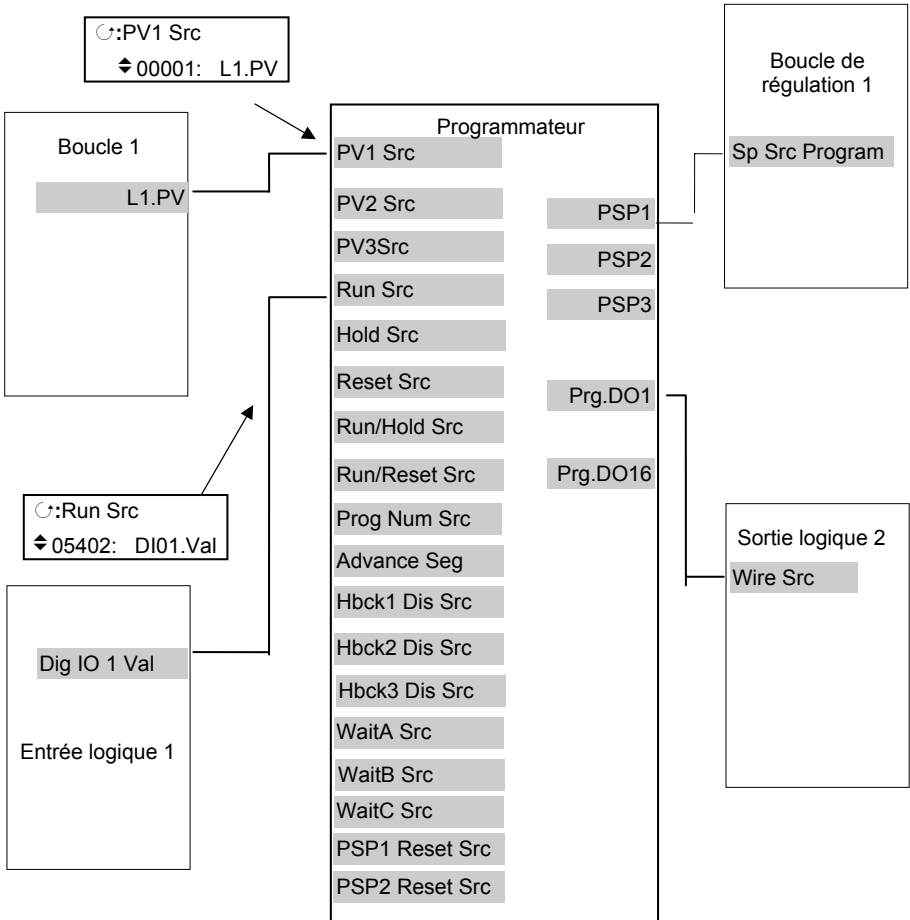 :PV1 Src
00001: L1.PV
Boucle 1
L1.PV
Programmateur
PV1 Src
PV2 Src
PV3Src
Run Src
Hold Src
Reset Src
Run/Hold Src
Run/Reset Src
Prog Num Src
Advance Seg
Hbck1 Dis Src
Hbck2 Dis Src
Hbck3 Dis Src
WaitA Src
WaitB Src
WaitC Src
PSP1 Reset Src
PSP2 Reset Src
PSP1
PSP2
PSP3
Prg.DO1
Prg.DO16
Boucle de
régulation 1
Sp Src Program
:Run Src
05402: DI01.Val
Dig IO 1 Val
Entrée logique 1
Sortie logique 2
Wire Src